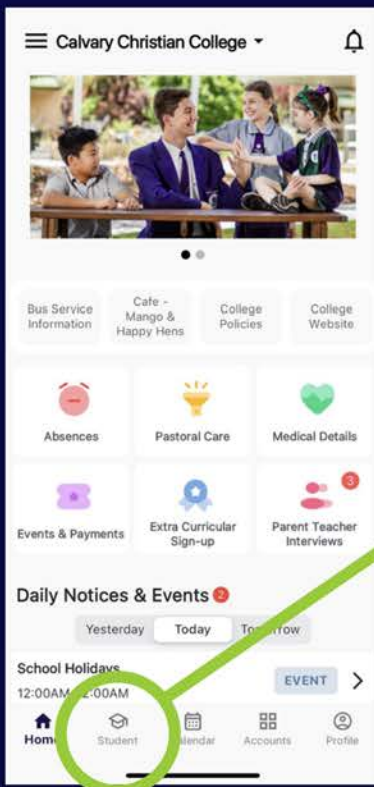 Calvary Christian College
Bus Service
Information
Cafe -
Mango &
Happy Hens
College
Policies
College
Website
Absences
Pastoral Care
Medical Details
Events & Payments
Extra Curricular
Sign-up
3
Parent Teacher
Interviews
Daily Notices & Events 2
Yesterday
Today
Tomorrow
School Holidays
12:00AM
EVENT
Home
Student
Calendar
Accounts
Profile